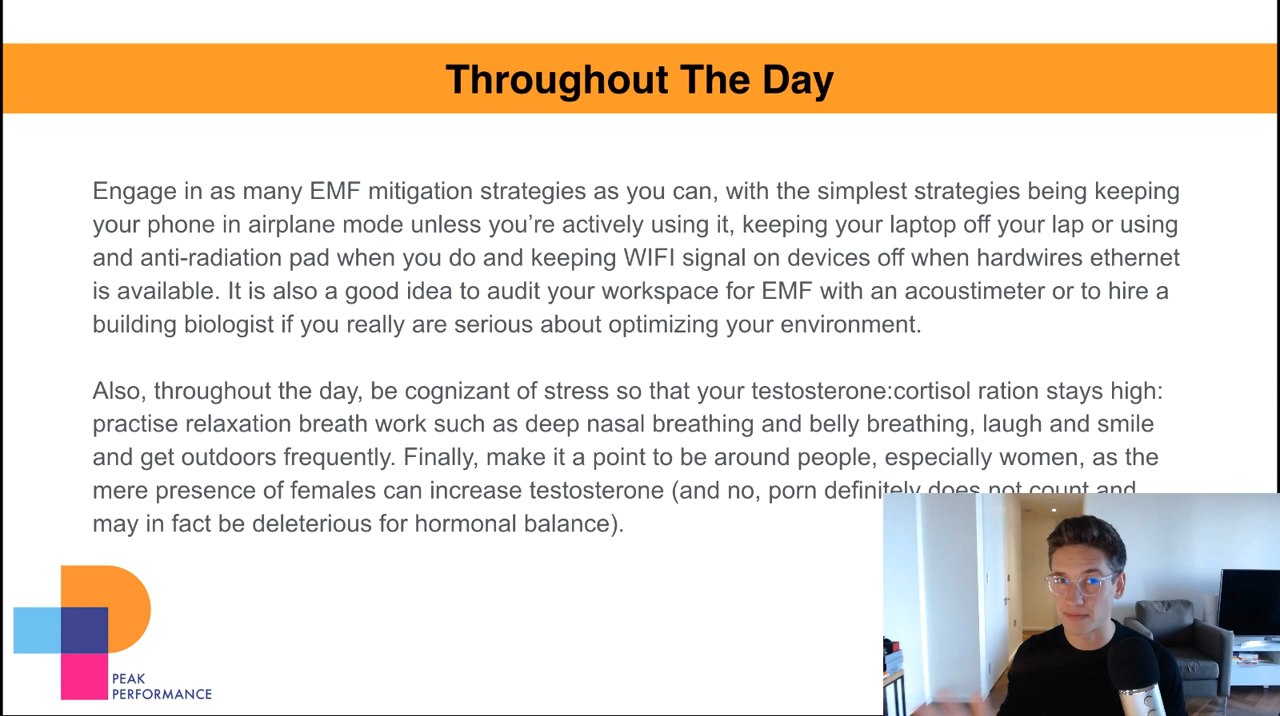 Throughout The Day
Engage in as many EMF mitigation strategies as you can, with the simplest strategies being keeping
your phone in airplane mode unless you’re actively using it, keeping your laptop off your lap or using
and anti-radiation pad when you do and keeping WIFI signal on devices off when hardwires ethernet
is available. It is also a good idea to audit your workspace for EMF with an acoustimeter or to hire a
building biologist if you really are serious about optimizing your environment.
Also, throughout the day, be cognizant of stress so that your testosterone:cortisol ration stays high:
practise relaxation breath work such as deep nasal breathing and belly breathing, laugh and smile
and get outdoors frequently. Finally, make it a point to be around people, especially women, as the
mere presence of females can increase testosterone (and no, porn definitely does not count and
may in fact be deleterious for hormonal balance).
PEAK
PERFORMANCE